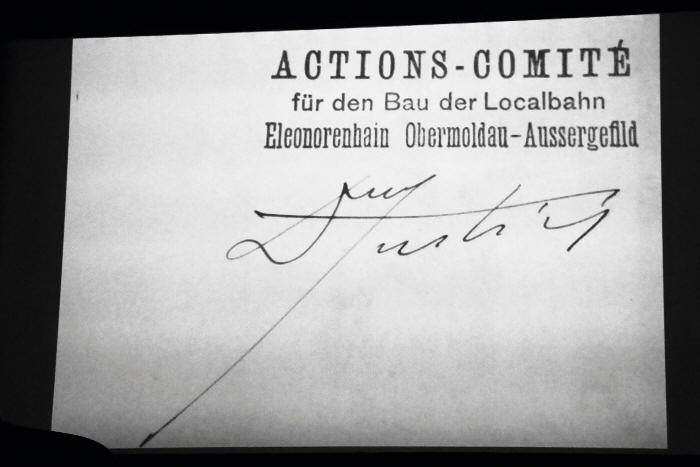 ACTIONS-COMITÉ
für den Bau der Localbahn
Eleonorenhain Obermoldau-Aussergefild